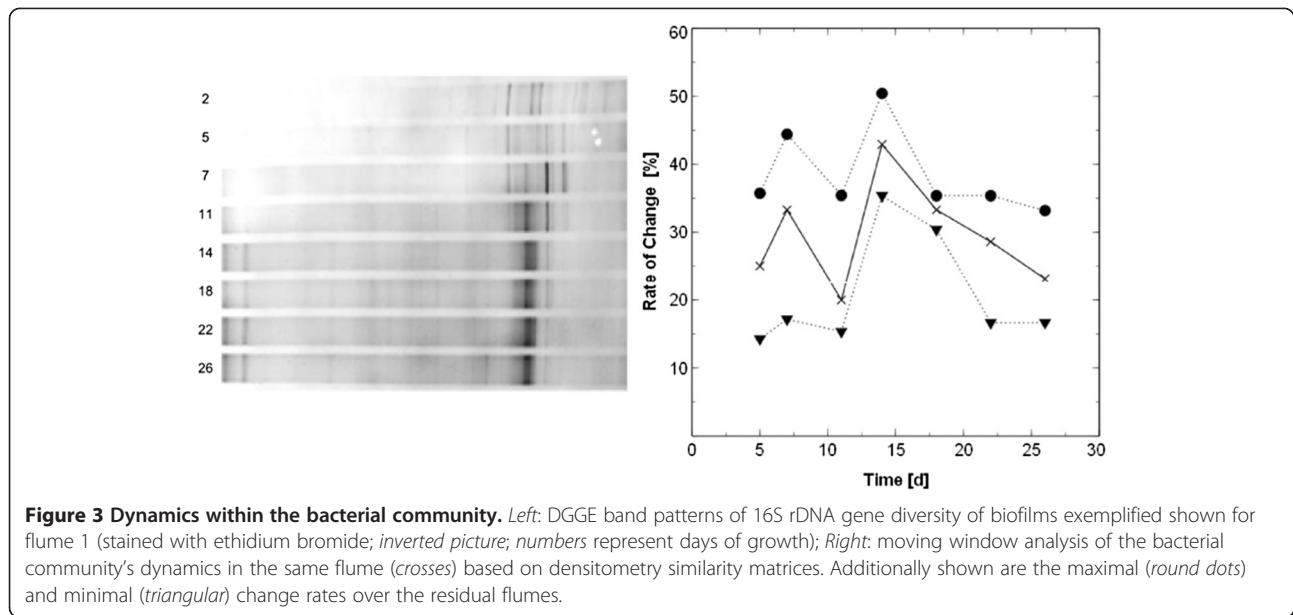 2
5
7
11
14
18
22
26
60
50
40
30
20
10
0 5 10 15 20 25 30
Rate of Change [%]
Time [d]
Figure 3 Dynamics within the bacterial community. Left: DGGE band patterns of 16S rDNA gene diversity of biofilms exemplified shown for
flume 1 (stained with ethidium bromide; inverted picture; numbers represent days of growth); Right: moving window analysis of the bacterial
community's dynamics in the same flume (crosses) based on densitometry similarity matrices. Additionally shown are the maximal (round dots)
and minimal (triangular) change rates over the residual flumes.